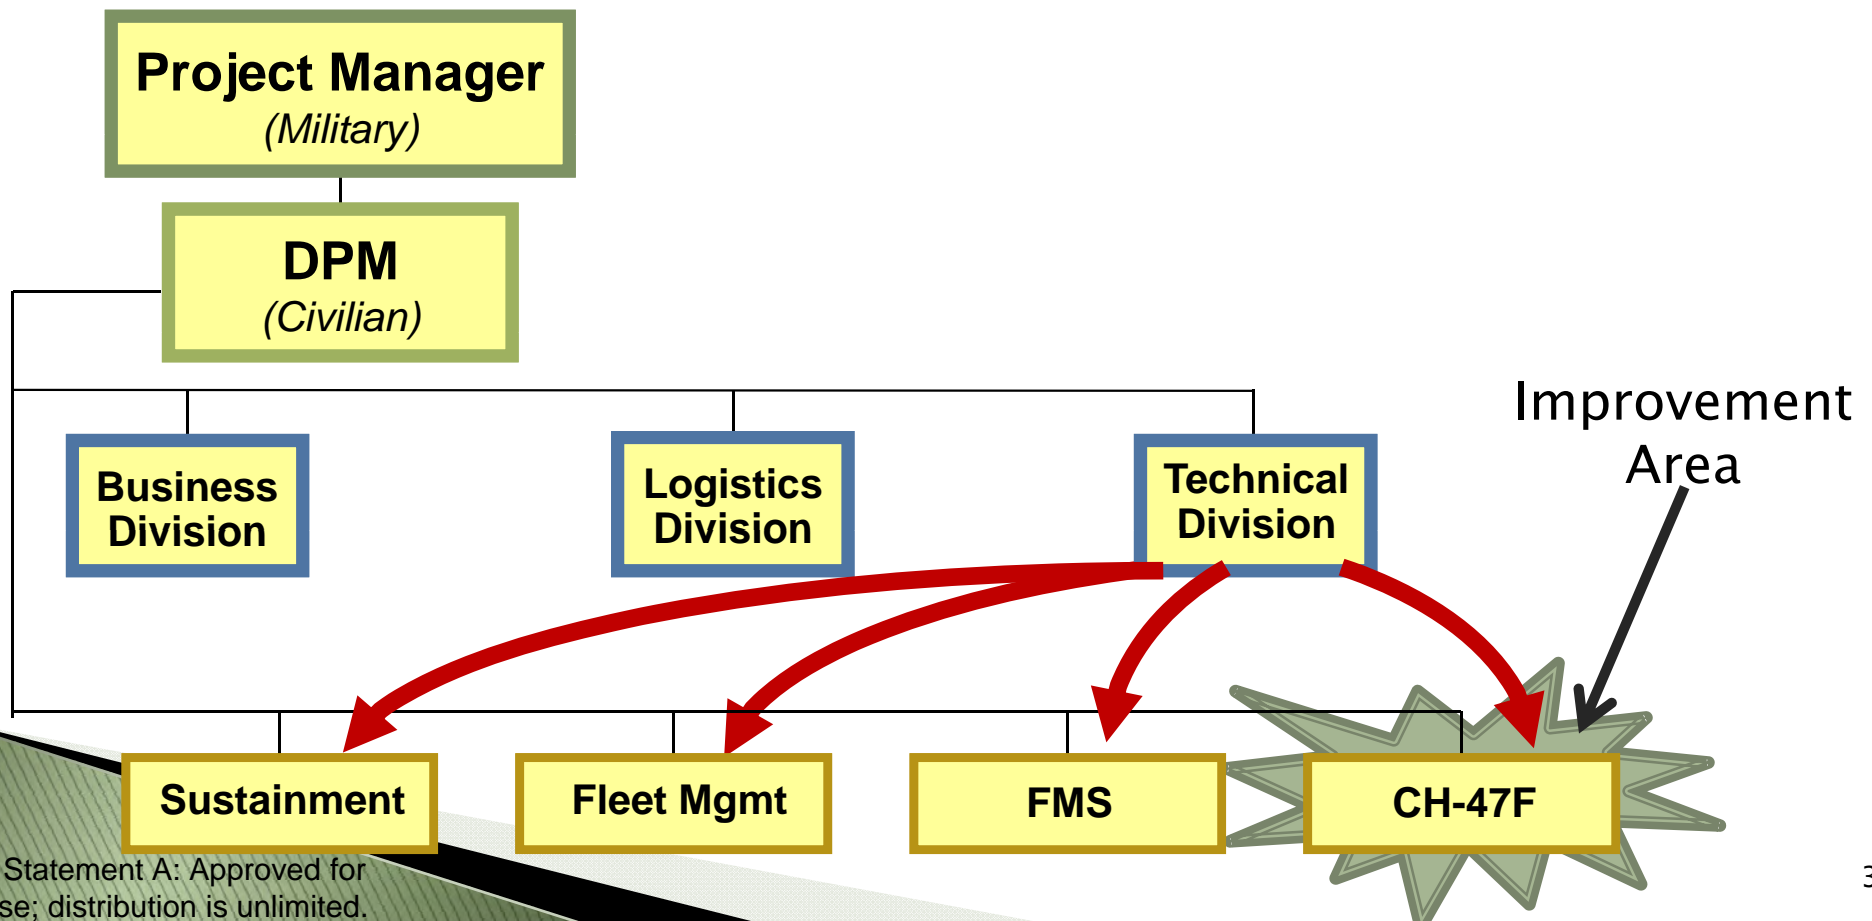 Project Manager
(Military)
DPM
(Civilian)
Improvement
Area
Business
Division
Logistics
Division
Technical
Division
Sustainment
Fleet Mgmt
FMS
CH-47F
Statement A: Approved for
se; distribution is unlimited.
3